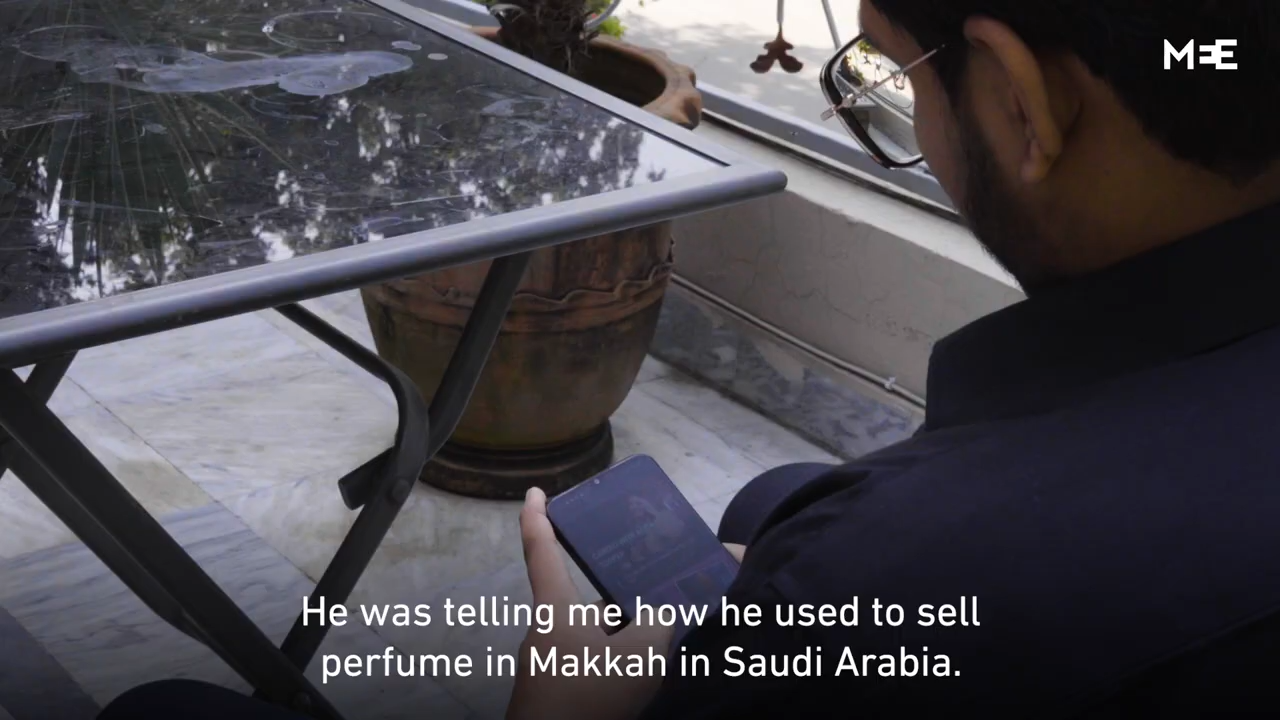 MEE
He was telling me how he used to sell
perfume in Makkah in Saudi Arabia.